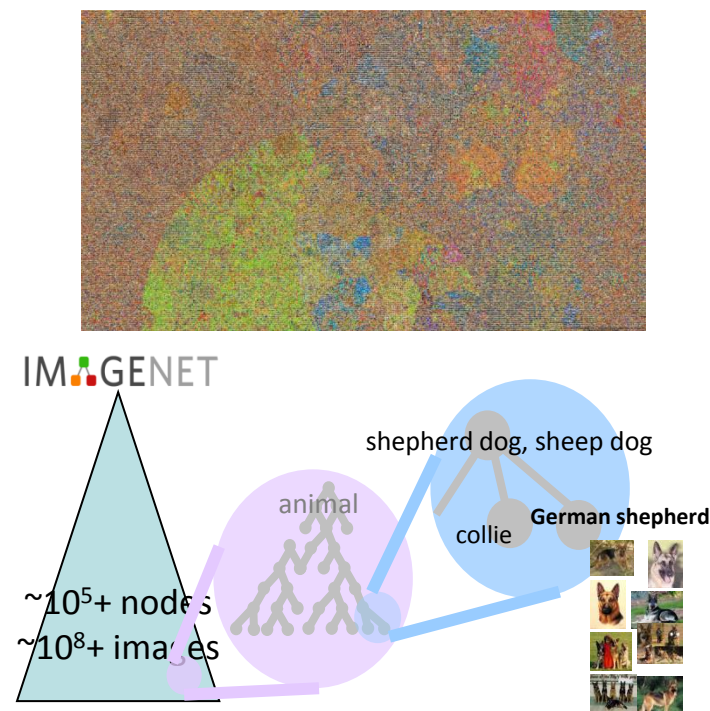 IMAGENET
shepherd dog, sheep dog
animal
German shepherd
collie
~10⁵+ nodes
~10⁸+ images